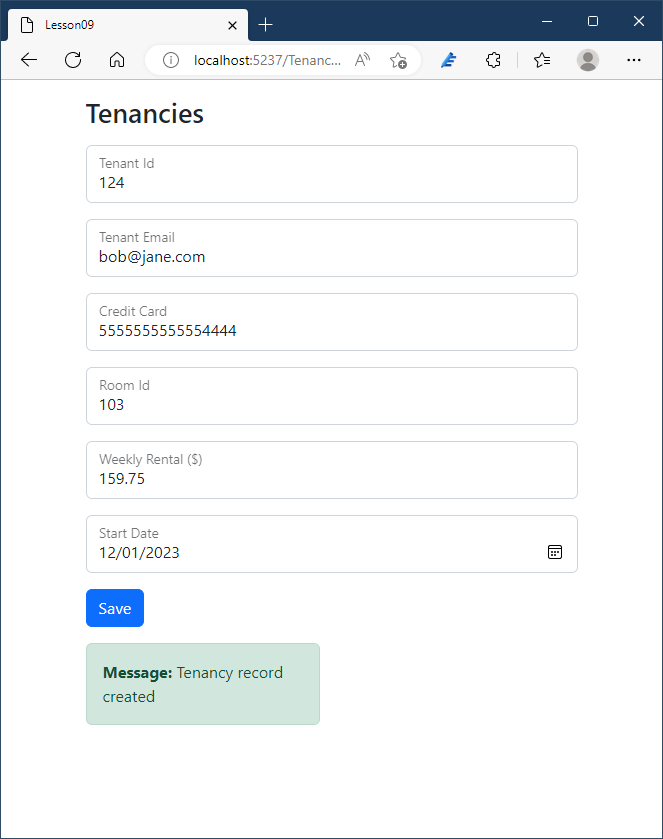 Lesson09
localhost:5237/Tenanc...
Tenancies
Tenant Id
124
Tenant Email
bob@jane.com
Credit Card
5555555555554444
Room Id
103
Weekly Rental ($)
159.75
Start Date
12/01/2023
Save
Message: Tenancy record
created